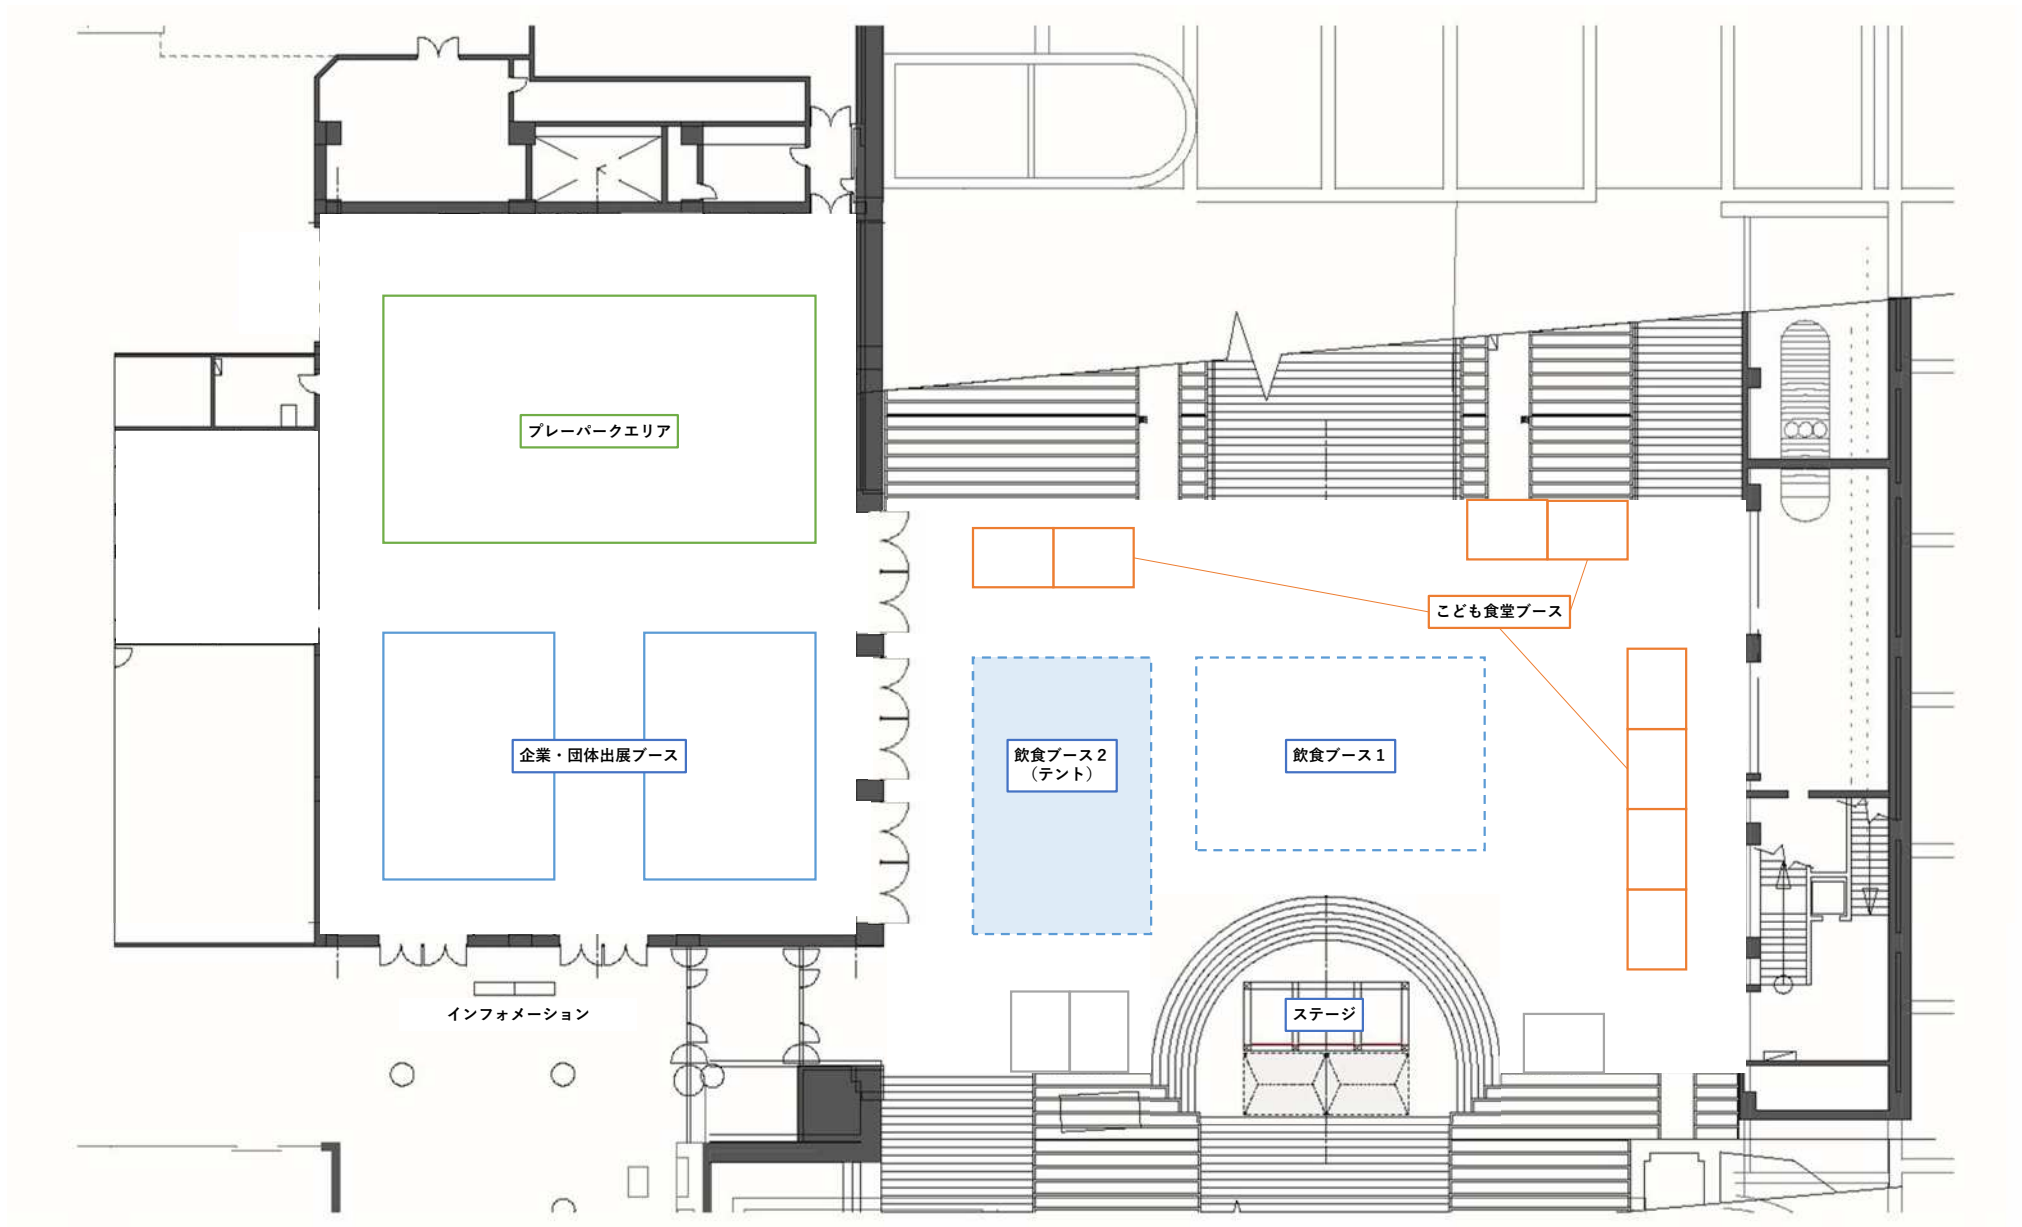 プレーパークエリア
こども食堂ブース
企業・団体出展ブース
飲食ブース２
（テント）
飲食ブース１
インフォメーション
ステージ